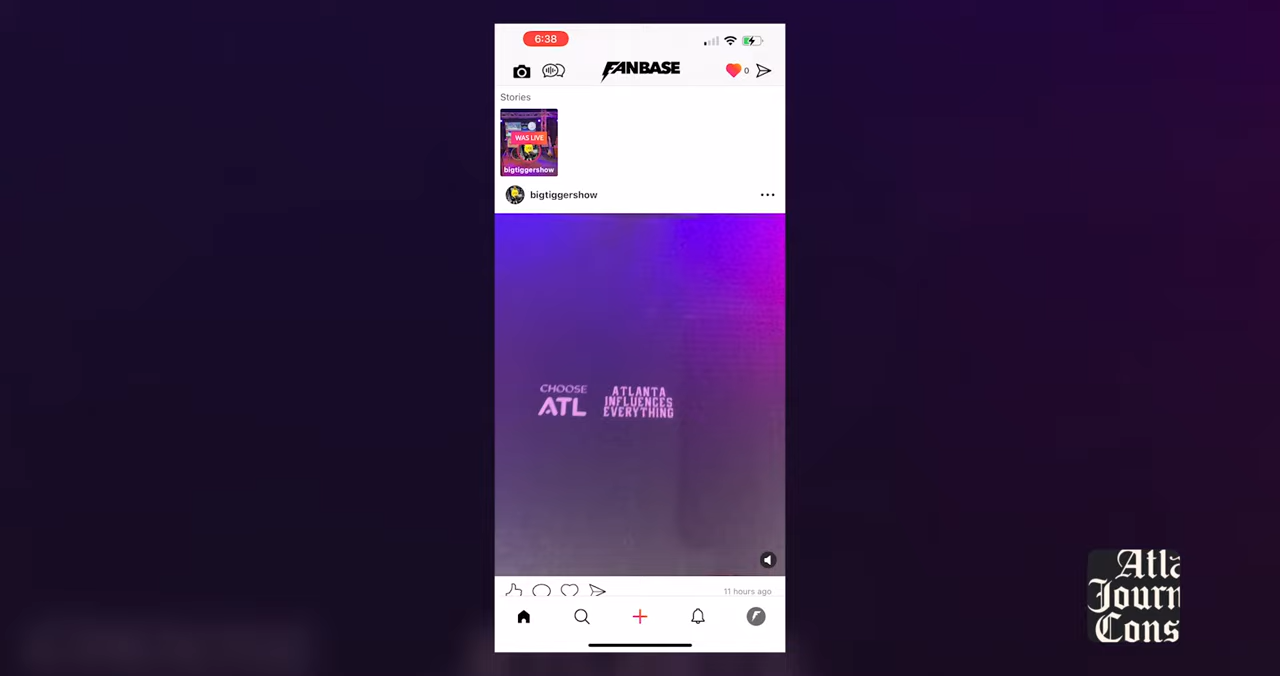 6:38
FANBASE
0
Stories
WAS LIVE
bigtiggershow
bigtiggershow
CHOOSE
ATL
ATLANTA
INFLUENCES
EVERYTHING
11 hours ago
Atla
Journ
Cons